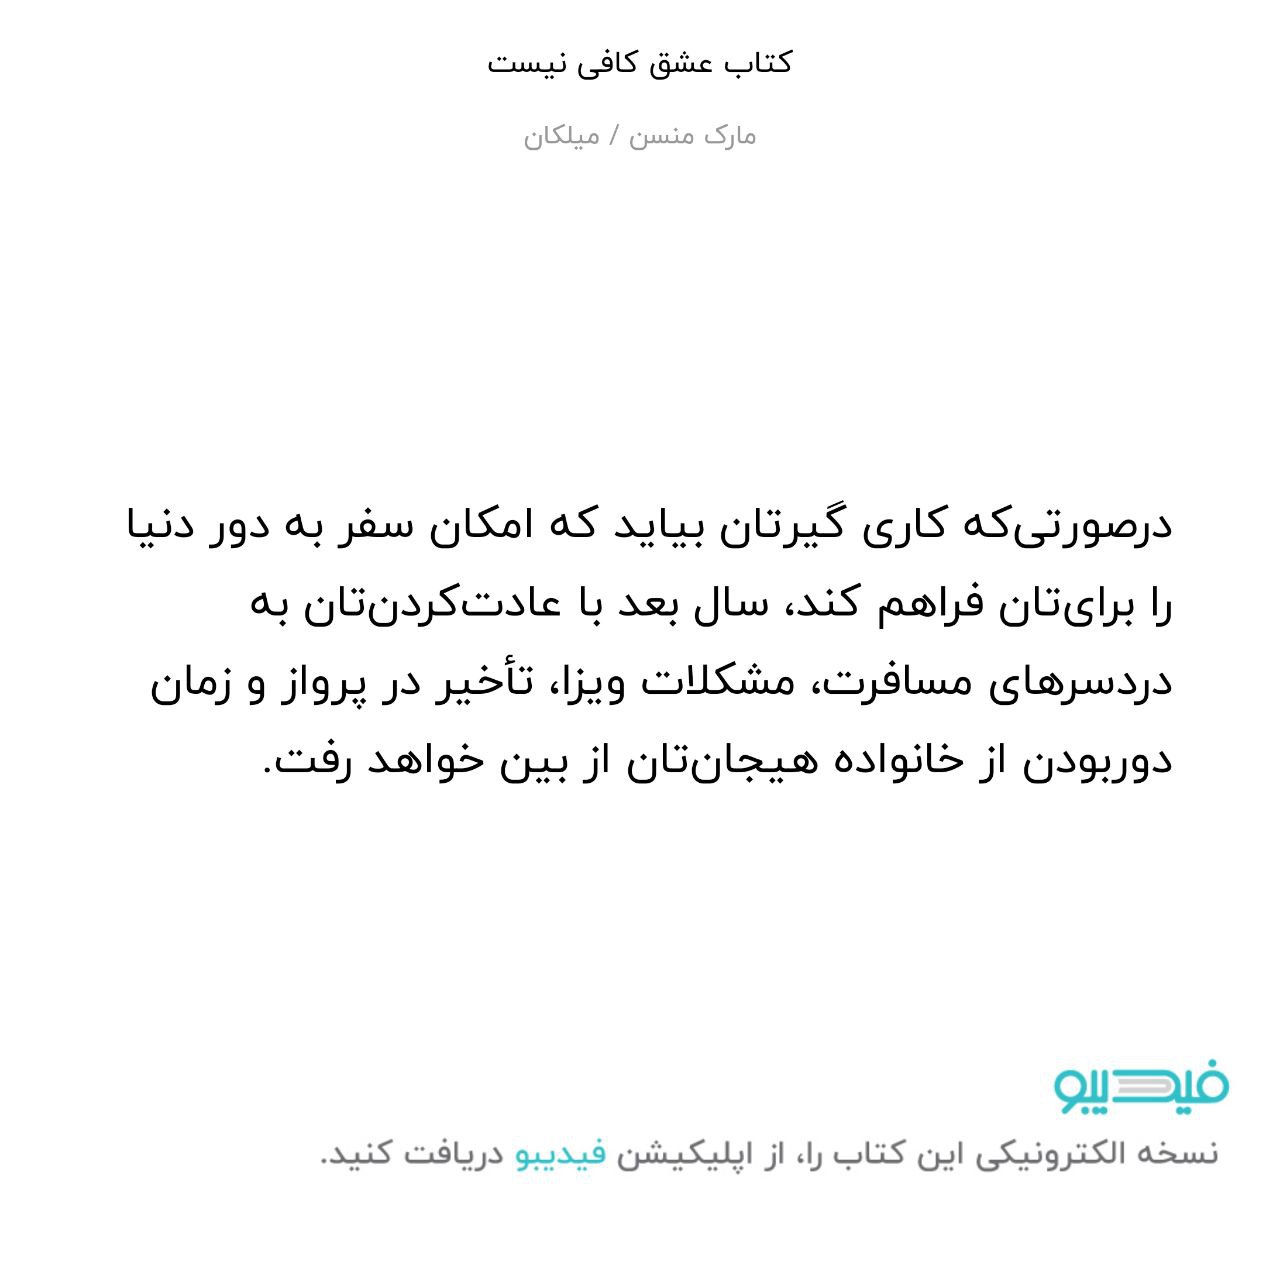 کتاب عشق کافی نیست
مارک منسن / میلکان
درصورتی‌که کاری گیرتان بیاید که امکان سفر به دور دنیا
را برای‌تان فراهم کند، سال بعد با عادت‌کردن‌تان به
دردسرهای مسافرت، مشکلات ویزا، تأخیر در پرواز و زمان
دوربودن از خانواده هیجان‌تان از بین خواهد رفت.
فیدیبو
نسخه الکترونیکی این کتاب را، از اپلیکیشن فیدیبو دریافت کنید.